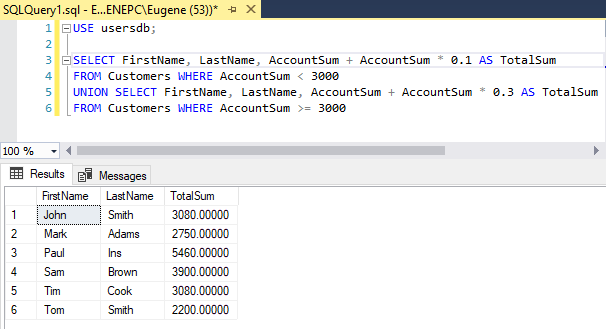 SQLQuery1.sql - E...ENEPC\Eugene (53))*
1 USE usersdb;
2
3 SELECT FirstName, LastName, AccountSum + AccountSum * 0.1 AS TotalSum
4 FROM Customers WHERE AccountSum < 3000
5 UNION SELECT FirstName, LastName, AccountSum + AccountSum * 0.3 AS TotalSum
6 FROM Customers WHERE AccountSum >= 3000
100 %
Results Messages
FirstName LastName TotalSum
1 John Smith 3080.00000
2 Mark Adams 2750.00000
3 Paul Ins 5460.00000
4 Sam Brown 3900.00000
5 Tim Cook 3080.00000
6 Tom Smith 2200.00000